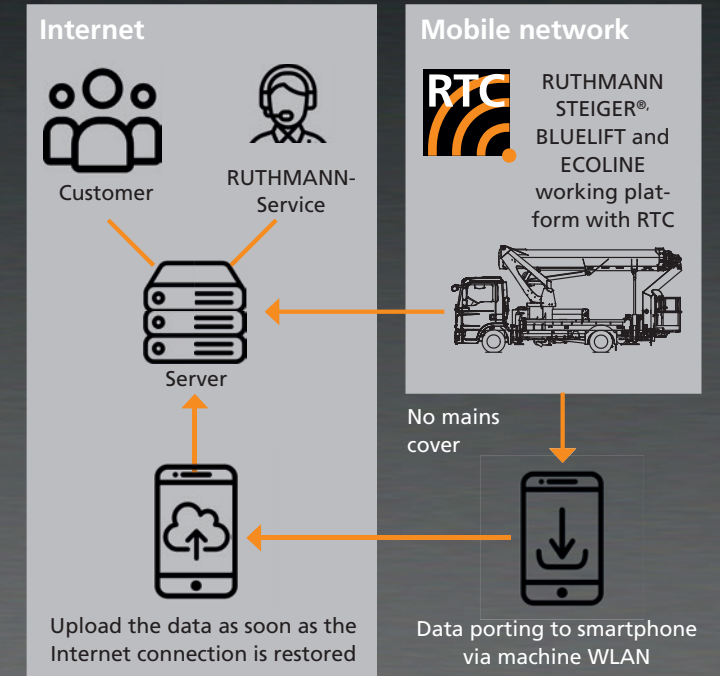 Internet
Customer
RUTHMANN-
Service
Server
Upload the data as soon as the
Internet connection is restored
Mobile network
RTC
RUTHMANN
STEIGER®,
BLUELIFT and
ECOLINE
working plat-
form with RTC
No mains
cover
Data porting to smartphone
via machine WLAN